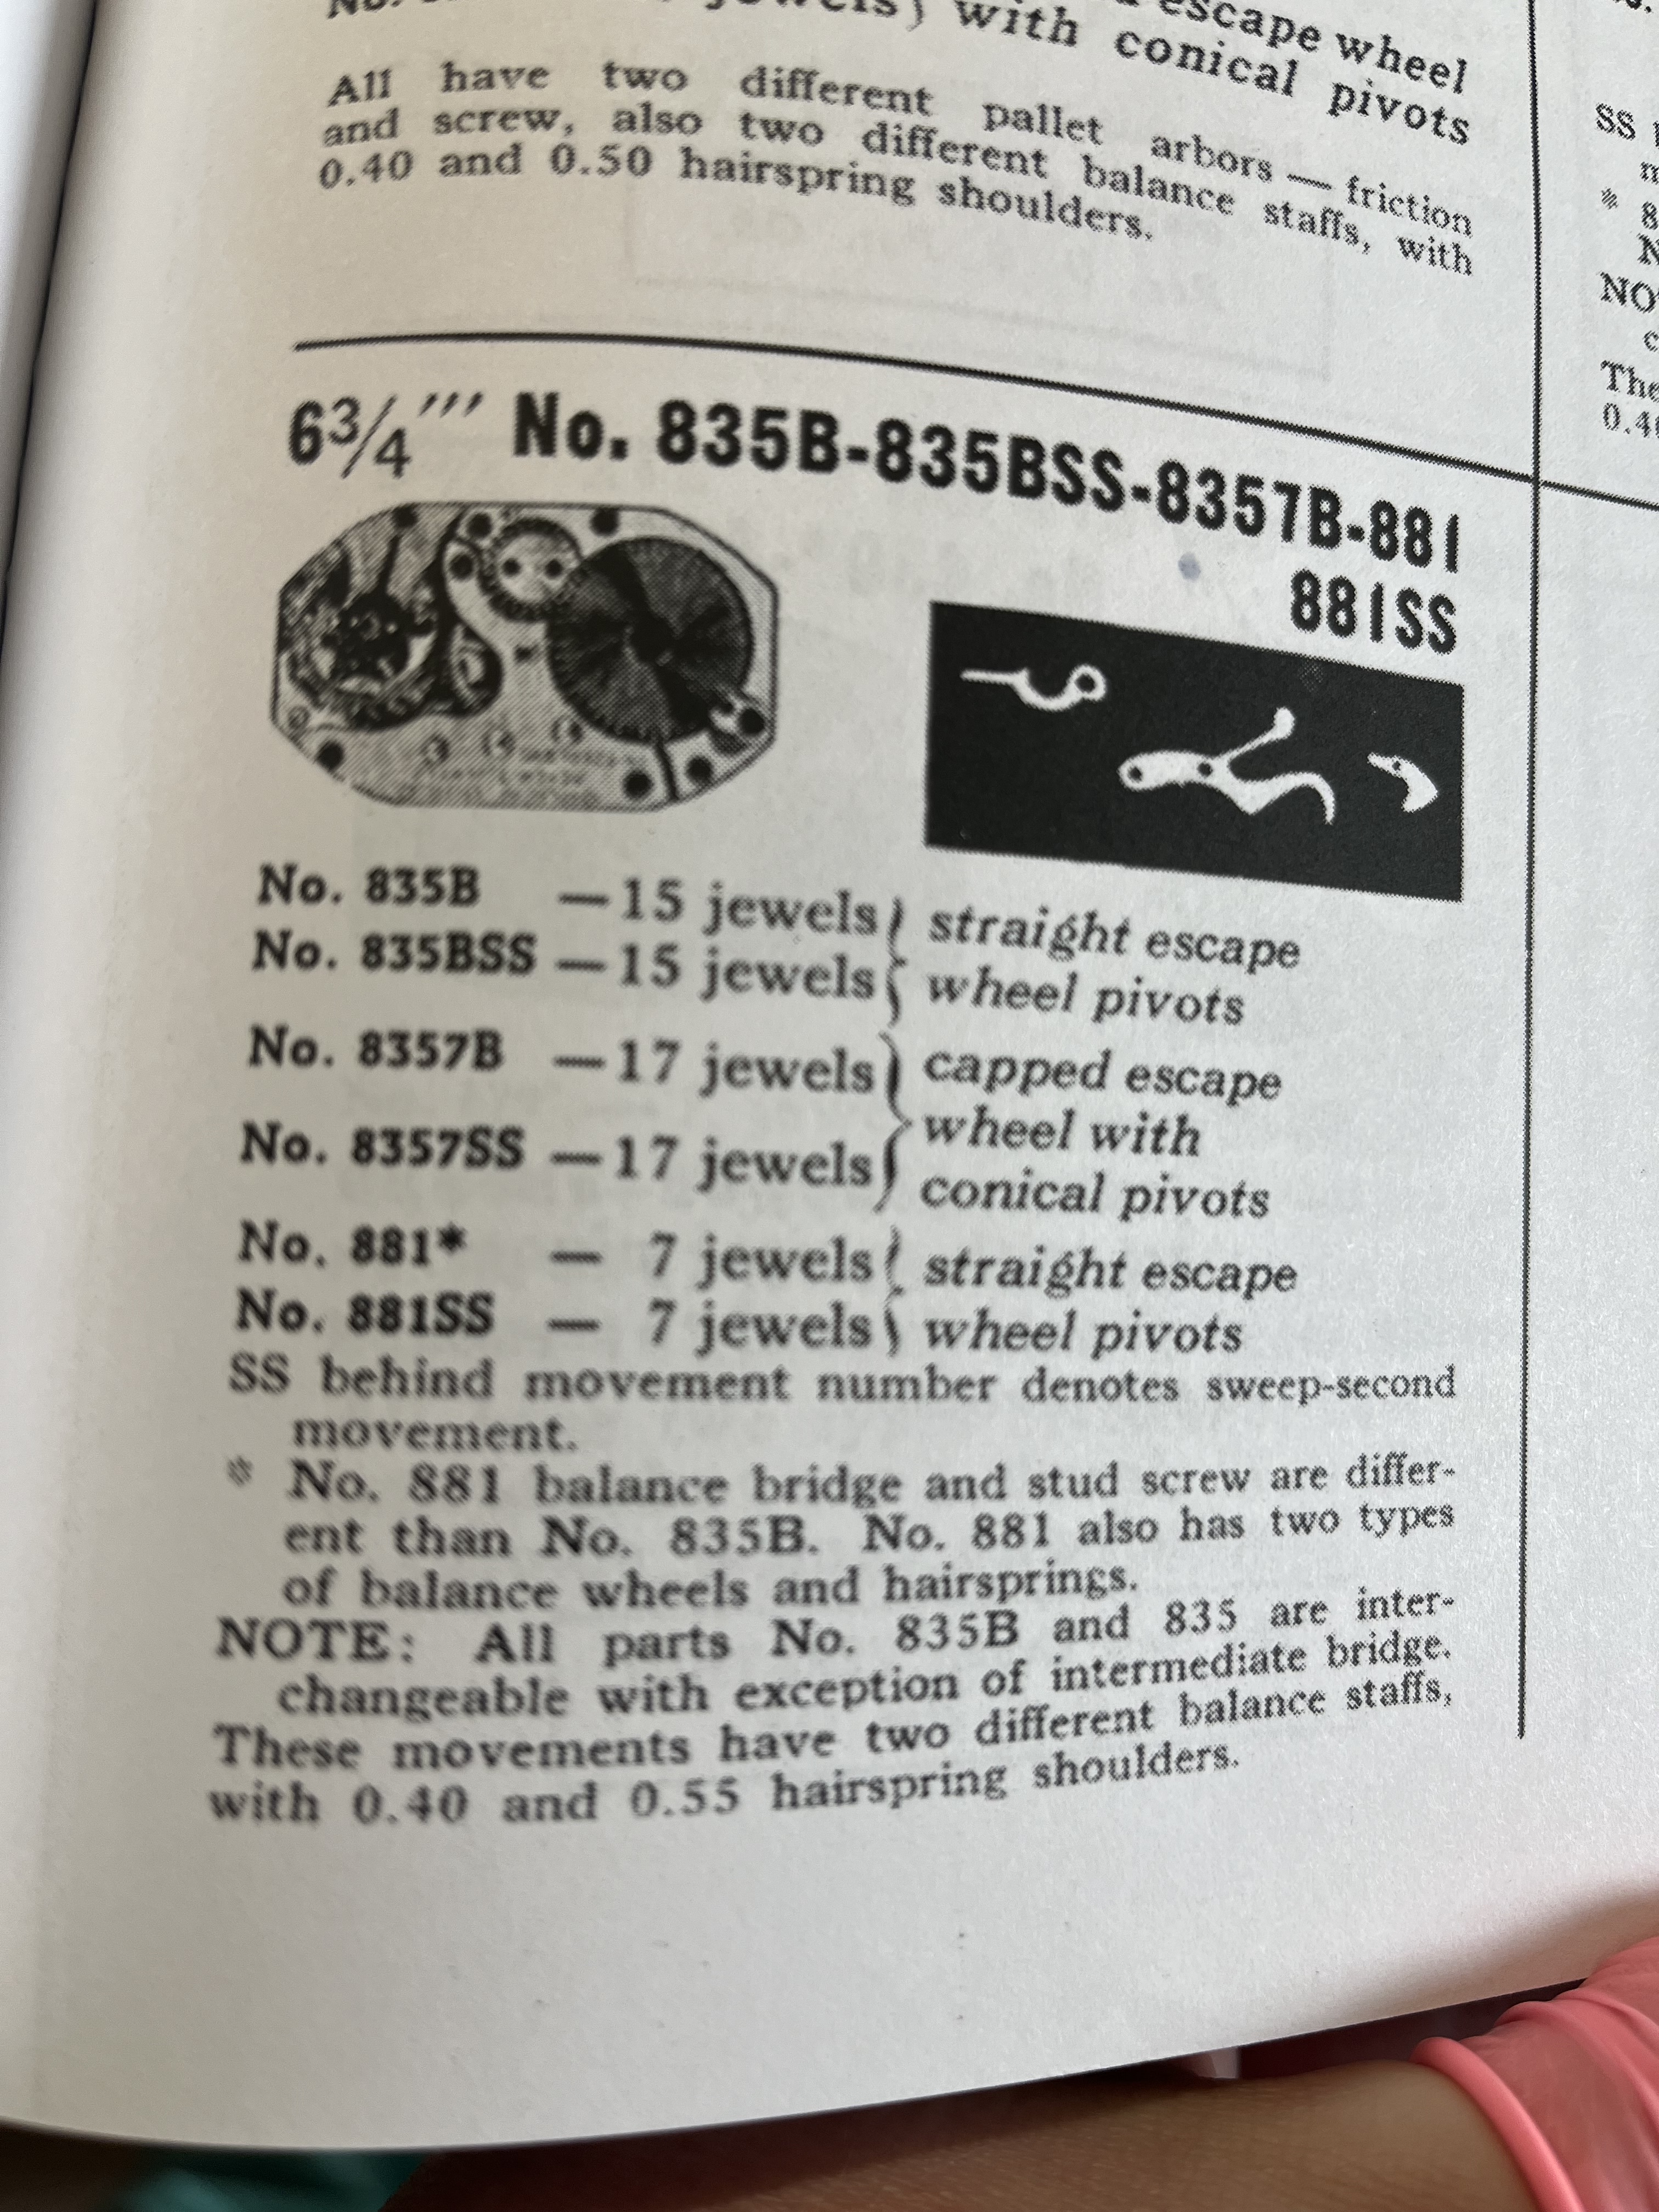 escape wheel
with conical pivots
All have two different pallet arbors — friction
and screw, also two different balance staffs, with
0.40 and 0.50 hairspring shoulders.
6¾''' No. 835B-835BSS-8357B-881
881SS
No. 835B — 15 jewels } straight escape
No. 835BSS — 15 jewels } wheel pivots
No. 8357B — 17 jewels } capped escape
wheel with
No. 8357SS — 17 jewels } conical pivots
No. 881* — 7 jewels } straight escape
No. 881SS — 7 jewels } wheel pivots
SS behind movement number denotes sweep-second
movement.
* No. 881 balance bridge and stud screw are differ-
ent than No. 835B. No. 881 also has two types
of balance wheels and hairsprings.
NOTE: All parts No. 835B and 835 are inter-
changeable with exception of intermediate bridge.
These movements have two different balance staffs,
with 0.40 and 0.55 hairspring shoulders.
SS
*
The